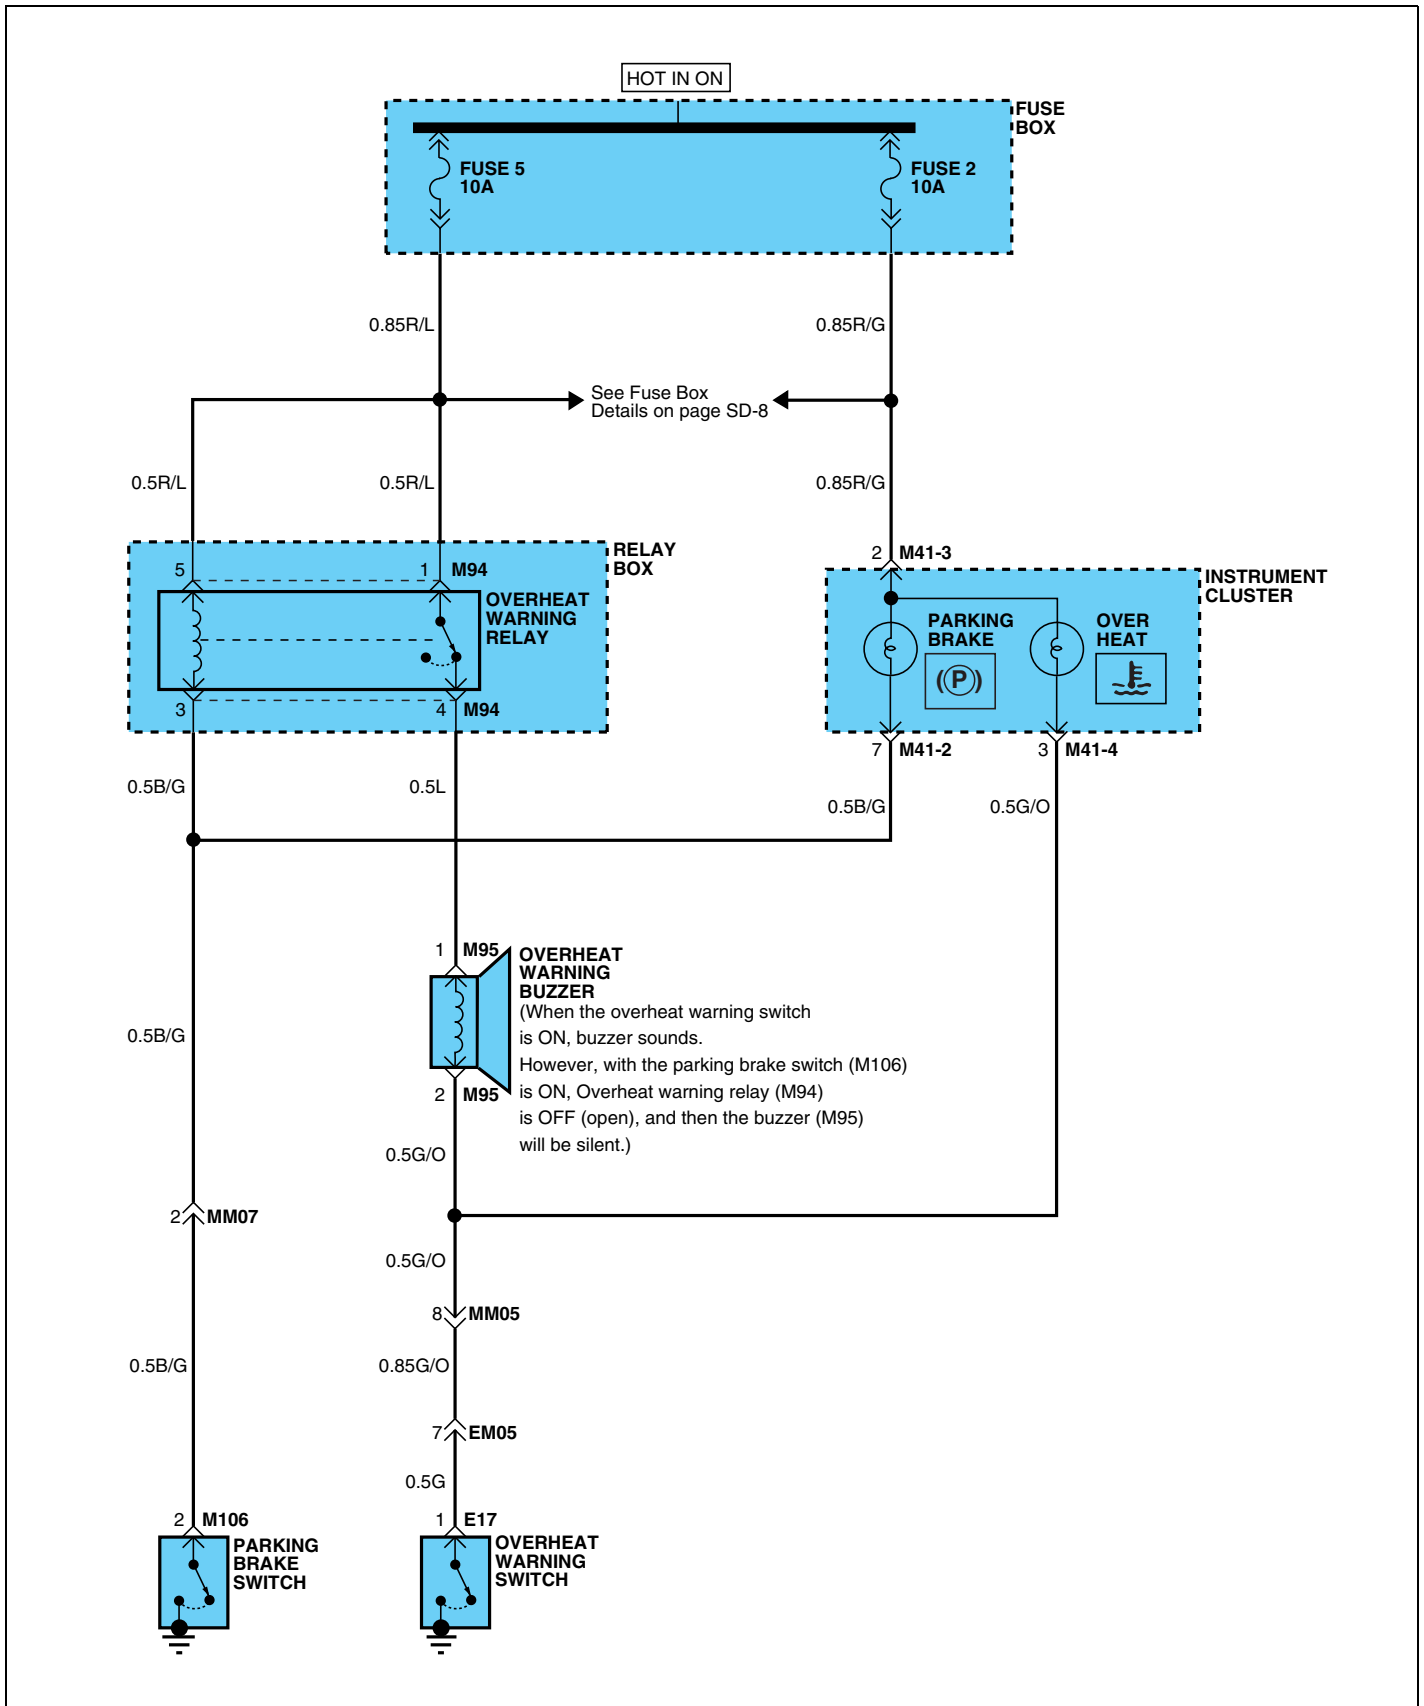 HOT IN ON
FUSE
BOX
FUSE 5
10A
FUSE 2
10A
0.85R/L
0.85R/G
See Fuse Box
Details on page SD-8
0.5R/L
0.5R/L
0.85R/G
2 M41-3
RELAY
BOX
5
1 M94
INSTRUMENT
CLUSTER
OVERHEAT
WARNING
RELAY
PARKING
BRAKE
OVER
HEAT
(P)
3
4 M94
7 M41-2
3 M41-4
0.5B/G
0.5L
0.5B/G
0.5G/O
1 M95
OVERHEAT
WARNING
BUZZER
(When the overheat warning switch
is ON, buzzer sounds.
However, with the parking brake switch (M106)
is ON, Overheat warning relay (M94)
is OFF (open), and then the buzzer (M95)
will be silent.)
0.5B/G
2 M95
0.5G/O
2 MM07
0.5G/O
8 MM05
0.5B/G
0.85G/O
7 EM05
0.5G
2 M106
1 E17
PARKING
BRAKE
SWITCH
OVERHEAT
WARNING
SWITCH